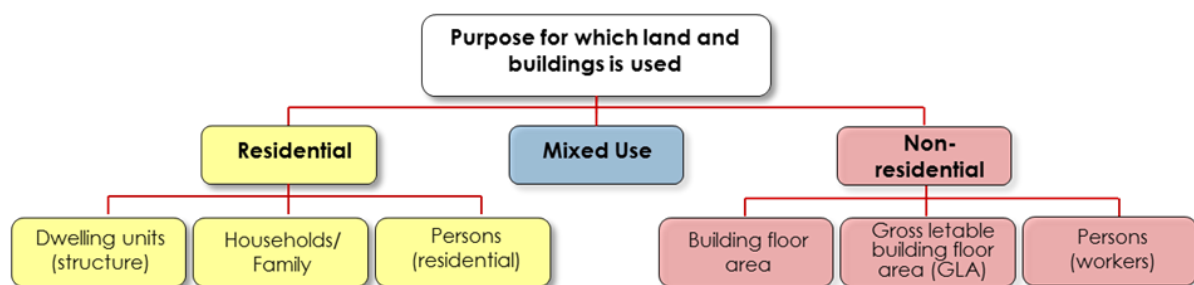 Purpose for which land and
buildings is used
Residential
Mixed Use
Non-
residential
Dwelling units
(structure)
Households/
Family
Persons
(residential)
Building floor
area
Gross letable
building floor
area (GLA)
Persons
(workers)